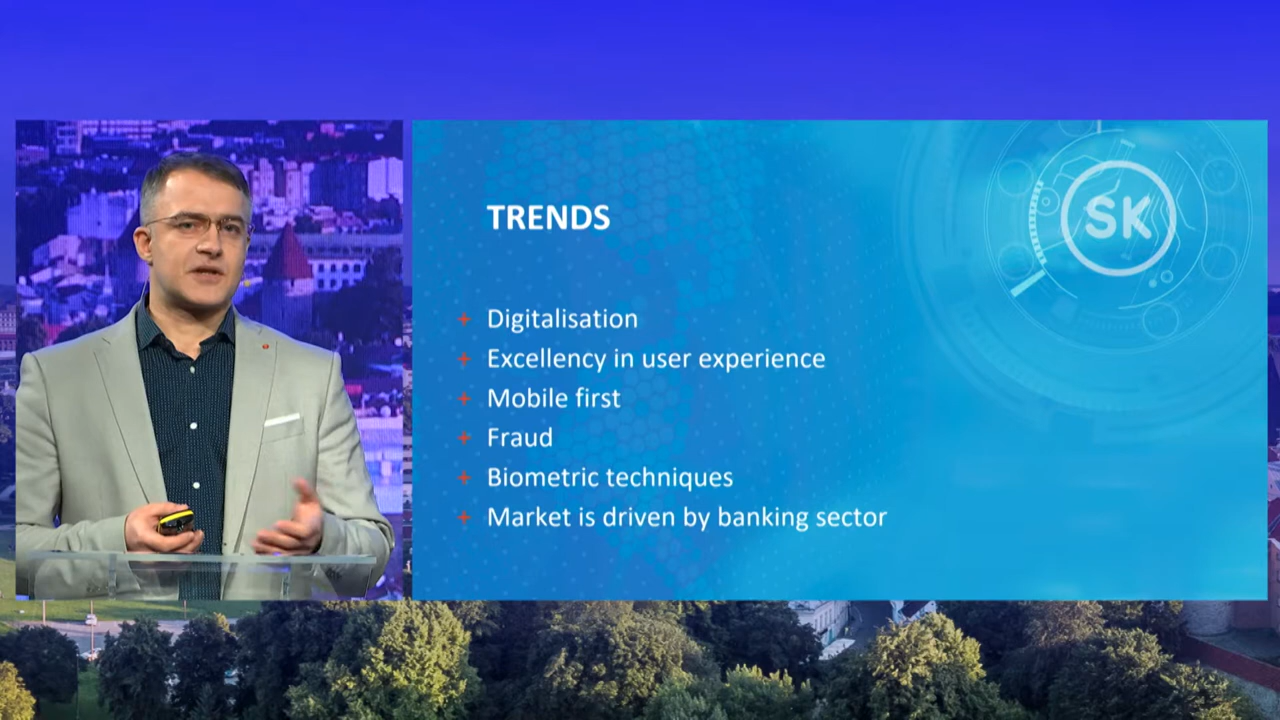 SK
TRENDS
+ Digitalisation
+ Excellency in user experience
+ Mobile first
+ Fraud
+ Biometric techniques
+ Market is driven by banking sector